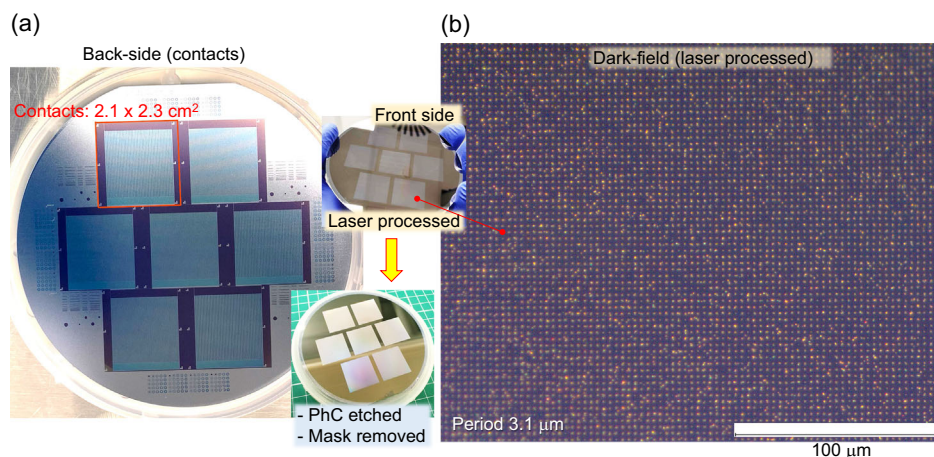 (a)
Back-side (contacts)
Contacts: 2.1 x 2.3 cm²
Front side
Laser processed
- PhC etched
- Mask removed
(b)
Dark-field (laser processed)
Period 3.1 μm
100 μm